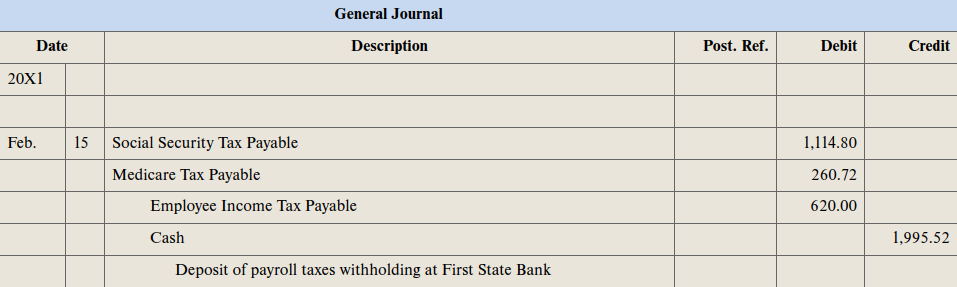 General Journal
Date Description Post. Ref. Debit Credit
20X1
Feb. 15 Social Security Tax Payable 1,114.80
Medicare Tax Payable 260.72
Employee Income Tax Payable 620.00
Cash 1,995.52
Deposit of payroll taxes withholding at First State Bank